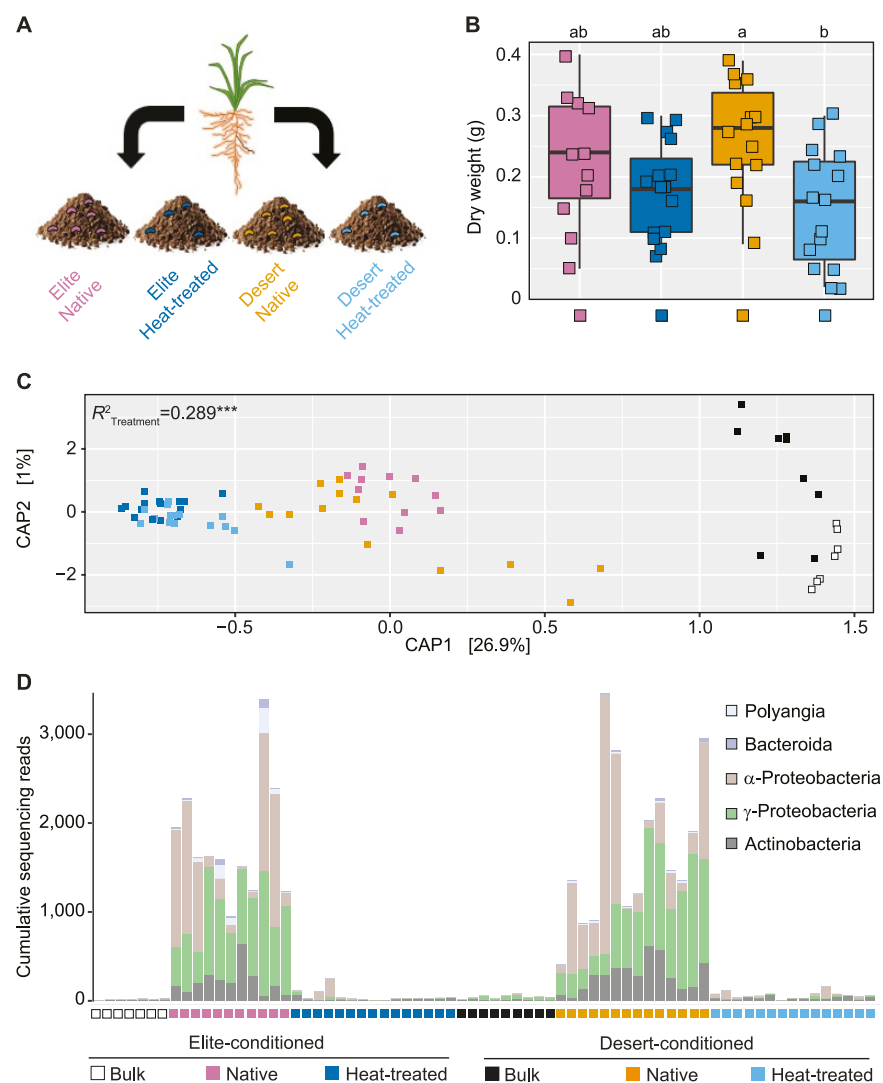 A
Elite
Native
Elite
Heat-treated
Desert
Native
Desert
Heat-treated
B
ab
ab
a
b
Dry weight (g)
0.4
0.3
0.2
0.1
0
C
R²Treatment=0.289***
CAP2 [1%]
2
0
−2
−0.5
0.0
0.5
1.0
1.5
CAP1 [26.9%]
D
Cumulative sequencing reads
3,000
2,000
1,000
0
Polyangia
Bacteroida
α-Proteobacteria
γ-Proteobacteria
Actinobacteria
Elite-conditioned
Desert-conditioned
Bulk
Native
Heat-treated
Bulk
Native
Heat-treated